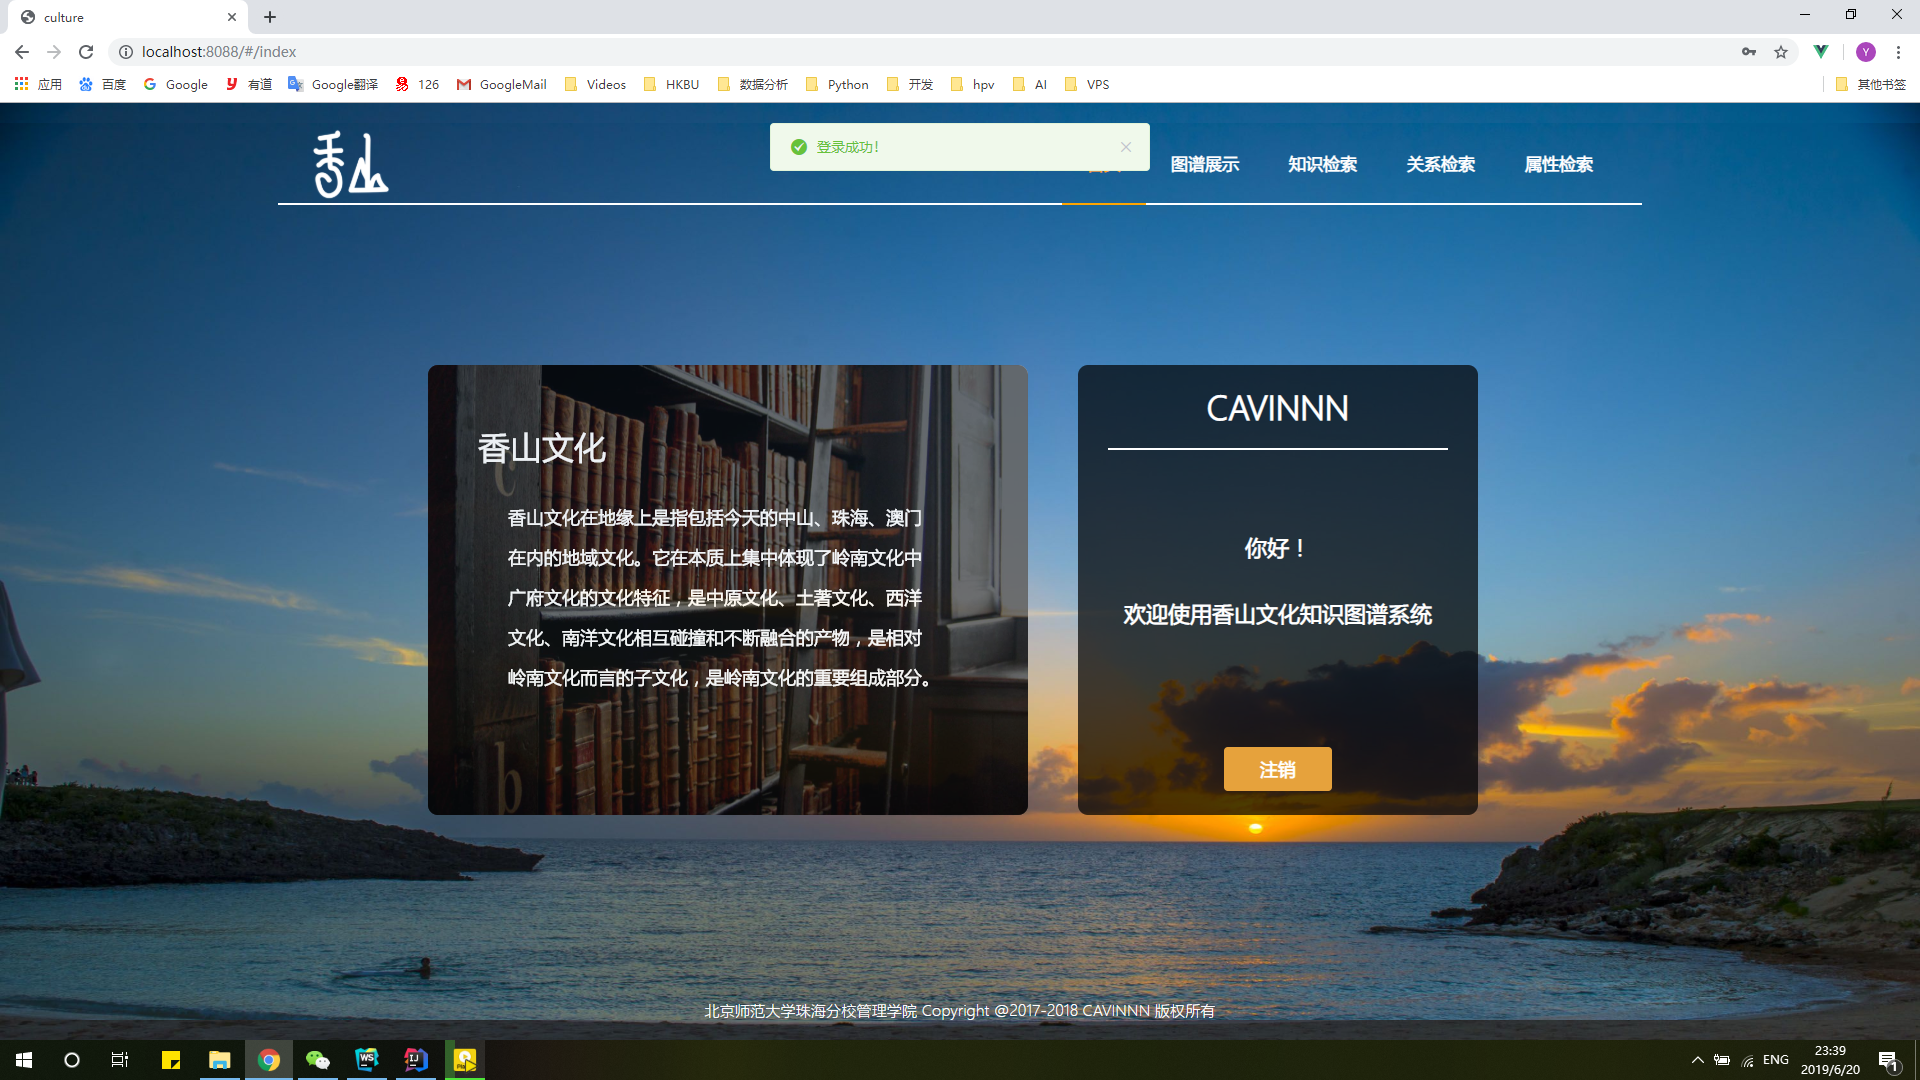 culture
localhost:8088/#/index
Y
应用
百度
Google
有道
Google翻译
126
GoogleMail
Videos
HKBU
数据分析
Python
开发
hpv
AI
VPS
其他书签
香山
登录成功!
图谱展示
知识检索
关系检索
属性检索
香山文化
香山文化在地缘上是指包括今天的中山、珠海、澳门
在内的地域文化。它在本质上集中体现了岭南文化中
广府文化的文化特征，是中原文化、土著文化、西洋
文化、南洋文化相互碰撞和不断融合的产物，是相对
岭南文化而言的子文化，是岭南文化的重要组成部分。
c
b
CAVINNN
你好！
欢迎使用香山文化知识图谱系统
注销
北京师范大学珠海分校管理学院 Copyright @2017-2018 CAVINNN 版权所有
WS
IJ
ENG
23:39
2019/6/20
1